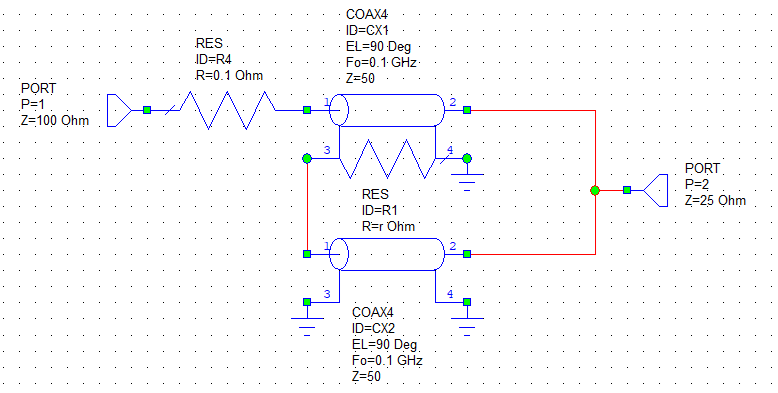 COAX4
ID=CX1
EL=90 Deg
Fo=0.1 GHz
Z=50
RES
ID=R4
R=0.1 Ohm
PORT
P=1
Z=100 Ohm
1
2
3
4
RES
ID=R1
R=r Ohm
PORT
P=2
Z=25 Ohm
1
2
3
4
COAX4
ID=CX2
EL=90 Deg
Fo=0.1 GHz
Z=50